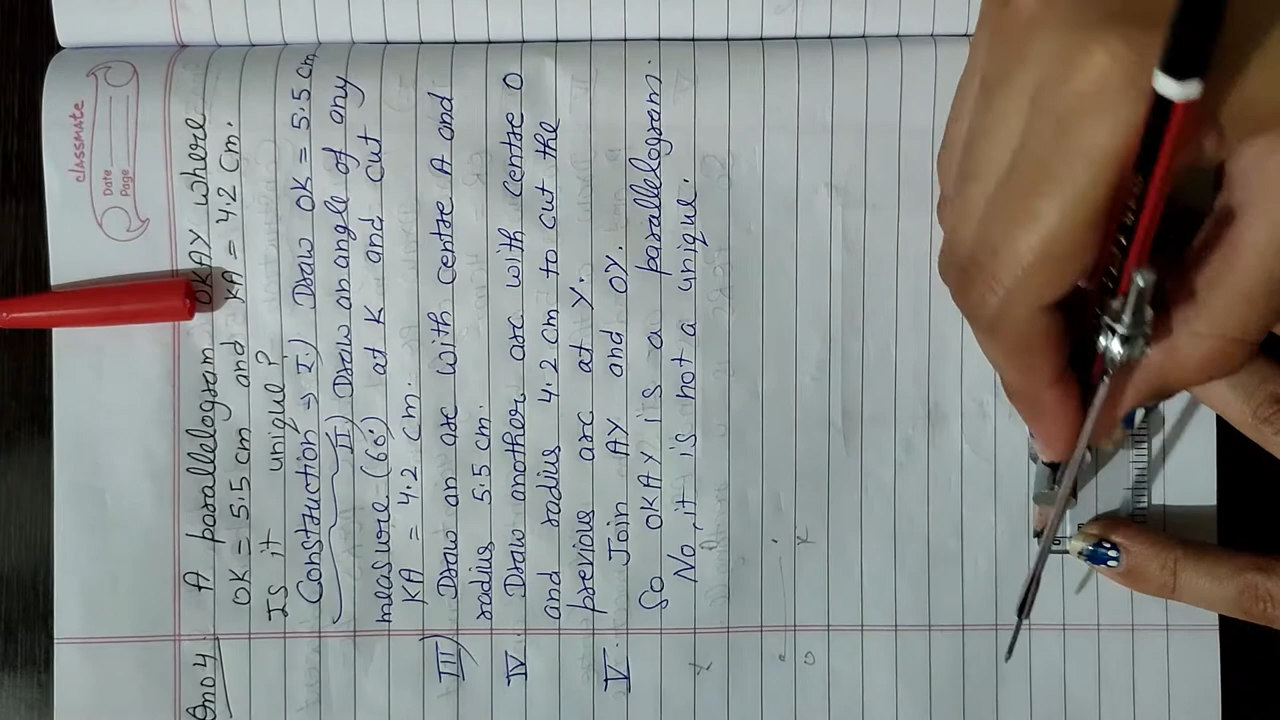 CLASSMATE
Date
Page
Qno 4. A parallelogram OKAY where
OK = 5.5 cm and KA = 4.2 cm.
Is it unique?
Construction ⇒ I.) Draw OK = 5.5 cm
II) Draw an angle of any
measure (60°) at K and cut
KA = 4.2 cm.
III) Draw an arc with centre A and
radius 5.5 cm.
IV. Draw another arc with centre O
and radius 4.2 cm to cut the
previous arc at Y.
V. Join AY and OY.
So OKAY is a parallelogram.
No, it is not a unique.
O K